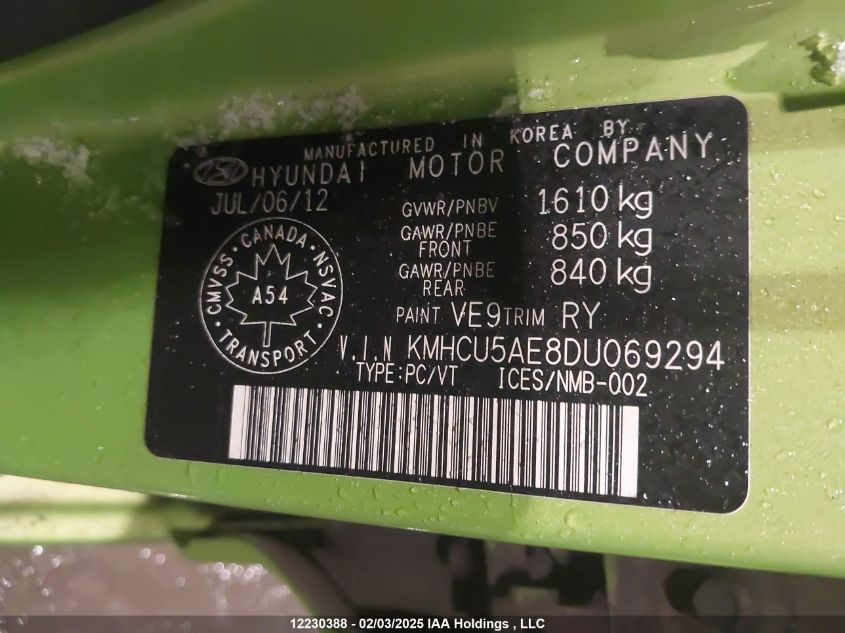 MANUFACTURED IN KOREA BY
HYUNDAI MOTOR COMPANY
JUL/06/12
GVWR/PNBV 1610 kg
GAWR/PNBE FRONT 850 kg
GAWR/PNBE REAR 840 kg
CANADA
CMVSS NSVAC
A54
TRANSPORT
PAINT VE9 TRIM RY
V.I.N KMHCU5AE8DU069294
TYPE:PC/VT ICES/NMB-002
12230388 - 02/03/2025 IAA Holdings , LLC